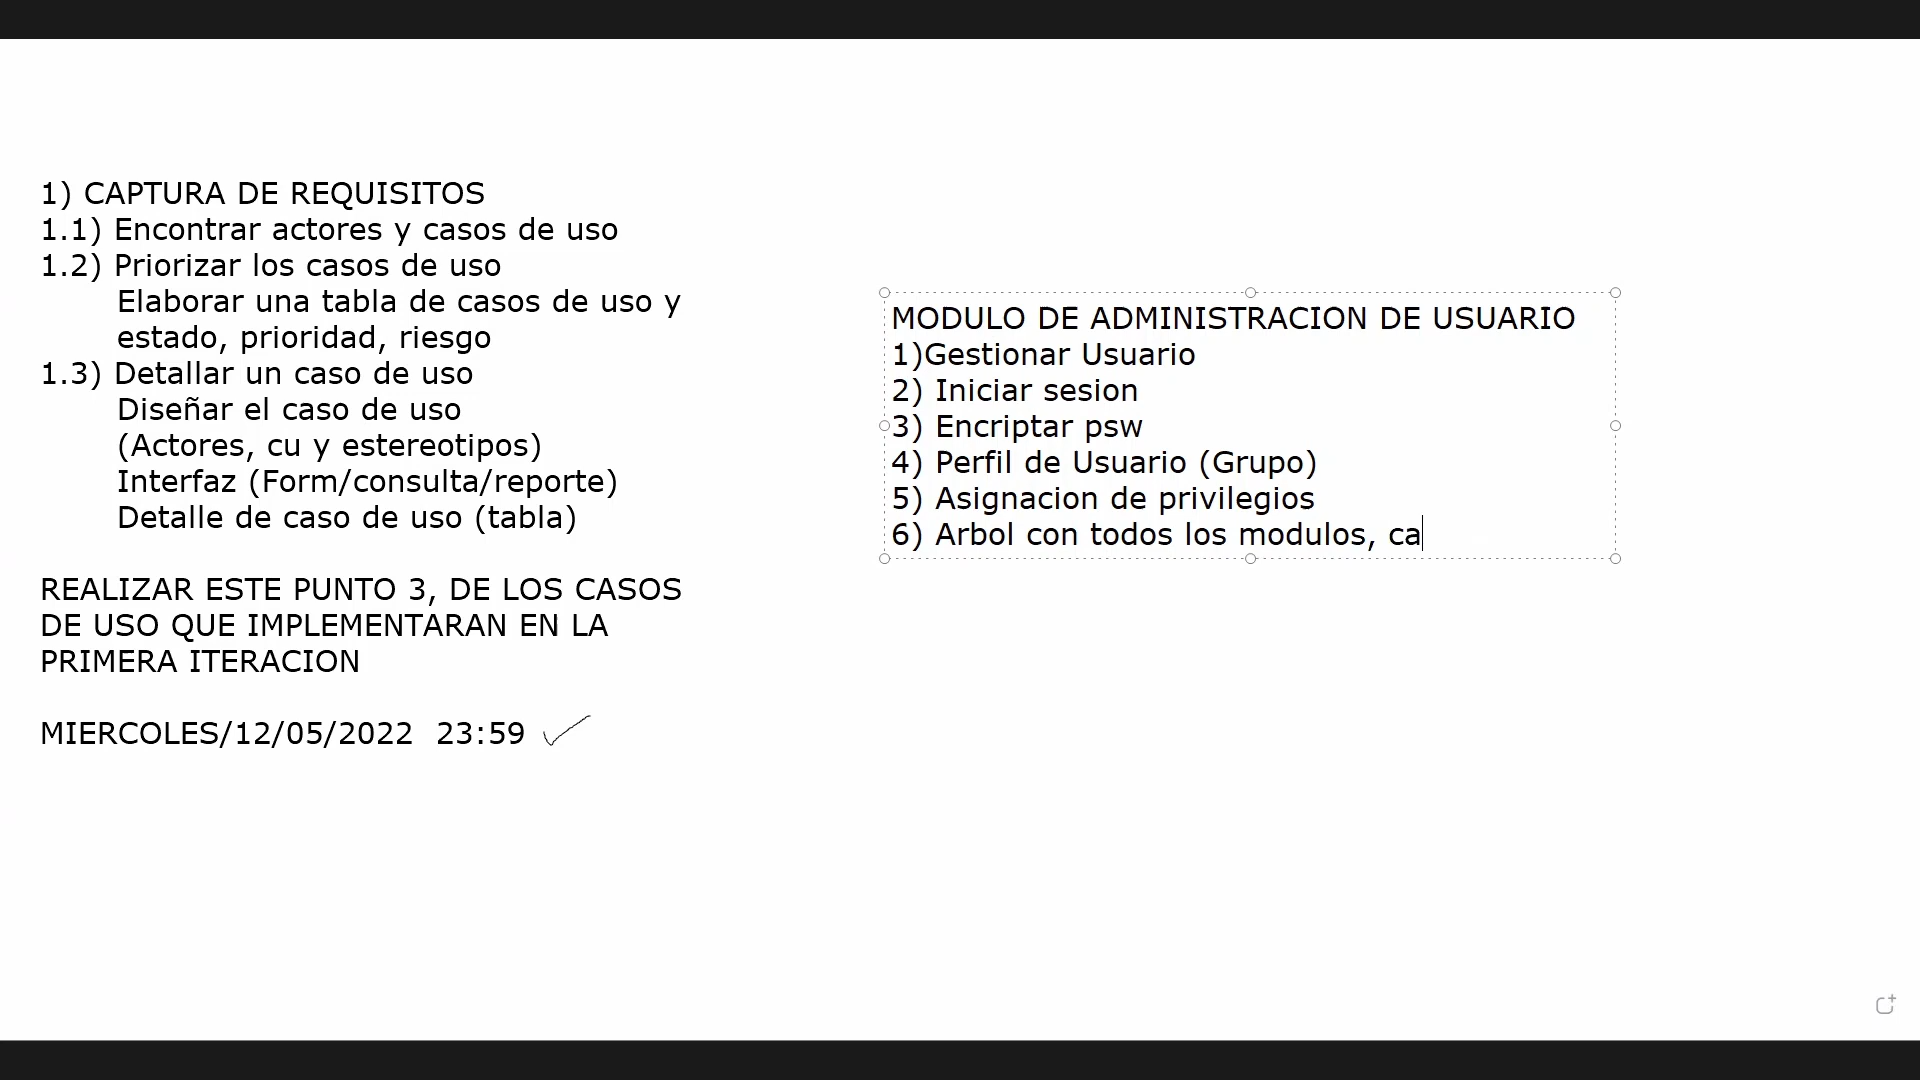 1) CAPTURA DE REQUISITOS
1.1) Encontrar actores y casos de uso
1.2) Priorizar los casos de uso
Elaborar una tabla de casos de uso y
estado, prioridad, riesgo
1.3) Detallar un caso de uso
Diseñar el caso de uso
(Actores, cu y estereotipos)
Interfaz (Form/consulta/reporte)
Detalle de caso de uso (tabla)
REALIZAR ESTE PUNTO 3, DE LOS CASOS
DE USO QUE IMPLEMENTARAN EN LA
PRIMERA ITERACION
MIERCOLES/12/05/2022  23:59
MODULO DE ADMINISTRACION DE USUARIO
1)Gestionar Usuario
2) Iniciar sesion
3) Encriptar psw
4) Perfil de Usuario (Grupo)
5) Asignacion de privilegios
6) Arbol con todos los modulos, ca